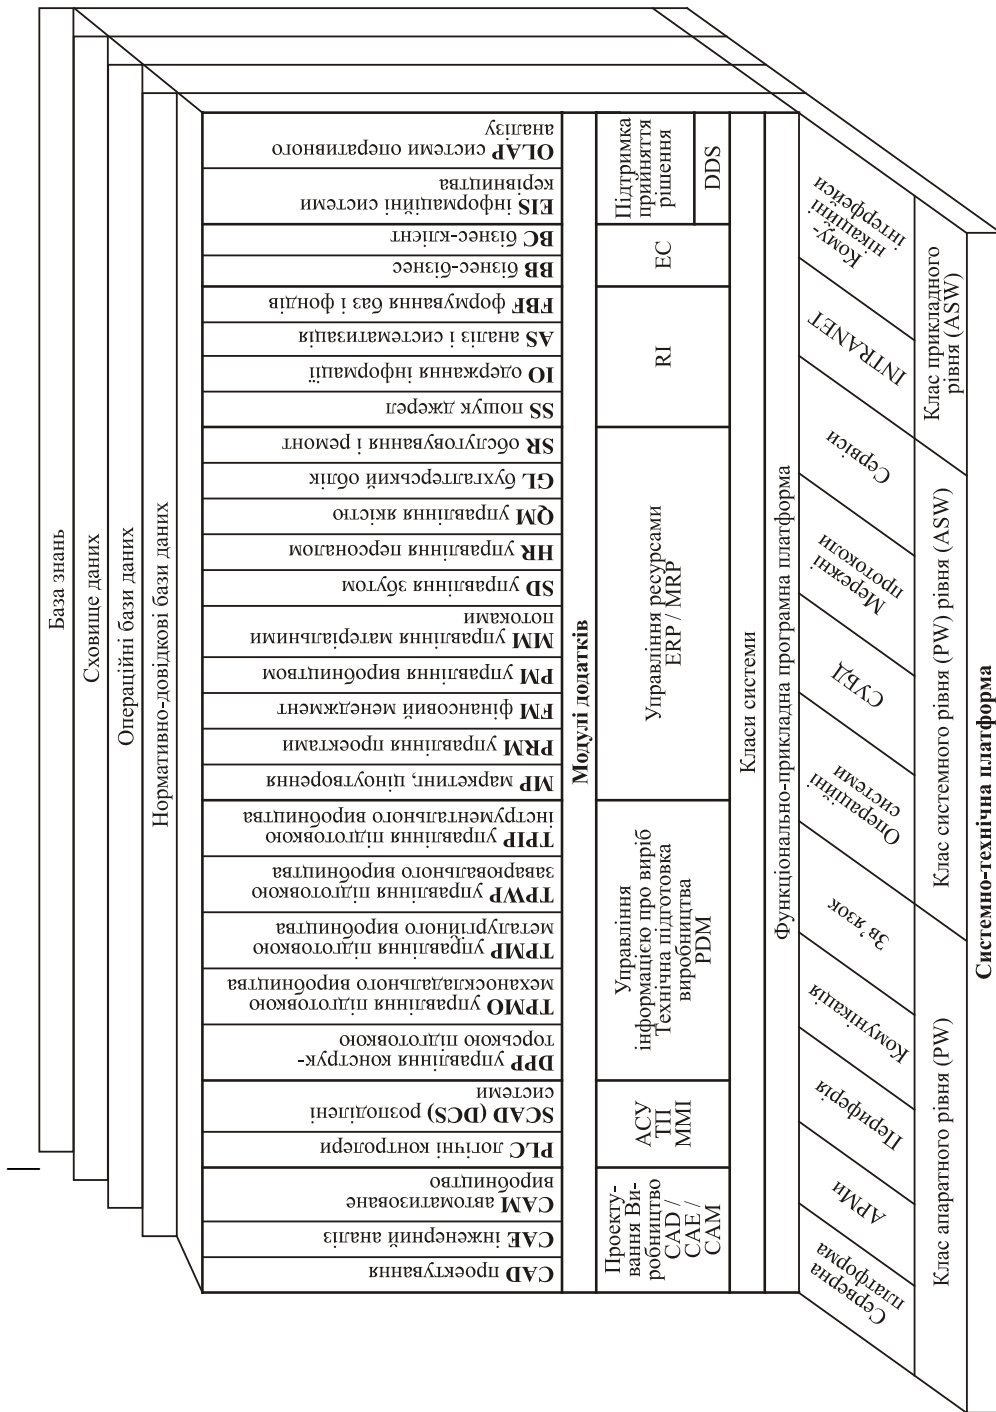 База знань
Сховище даних
Операційні бази даних
Нормативно-довідкові бази даних
CAD проектування
CAE інженерний аналіз
CAM автоматизоване
виробництво
PLC логічні контролери
SCAD (DCS) розподілені
системи
DPP управління конструк-
торською підготовкою
TPMO управління підготовкою
механоскладального виробництва
TPMP управління підготовкою
металургійного виробництва
TPWP управління підготовкою
заварювального виробництва
TPIP управління підготовкою
інструментального виробництва
MP маркетинг, ціноутворення
PRM управління проектами
FM фінансовий менеджмент
PM управління виробництвом
MM управління матеріальними
потоками
SD управління збутом
HR управління персоналом
QM управління якістю
GL бухгалтерський облік
SR обслуговування і ремонт
SS пошук джерел
IO одержання інформації
AS аналіз і систематизація
FBF формування баз і фондів
BB бізнес-бізнес
BC бізнес-клієнт
EIS інформаційні системи
керівництва
OLAP системи оперативного
аналізу
Модулі додатків
Проекту-
вання Ви-
робництво
CAD /
CAE /
CAM
АСУ
ТП
MMI
Управління
інформацією про виріб
Технічна підготовка
виробництва
PDM
Управління ресурсами
ERP / MRP
RI
EC
Підтримка
прийняття
рішення
DDS
Класи системи
Функціонально-прикладна програмна платформа
Серверна
платформа
АРМи
Периферія
Комунікація
Зв'язок
Операційні
системи
СУБД
Мережні
протоколи
Сервіси
INTRANET
Кому-
нікаційні
інтерфейси
Клас апаратного рівня (PW)
Клас системного рівня (PW) рівня (ASW)
Клас прикладного
рівня (ASW)
Системно-технічна платформа